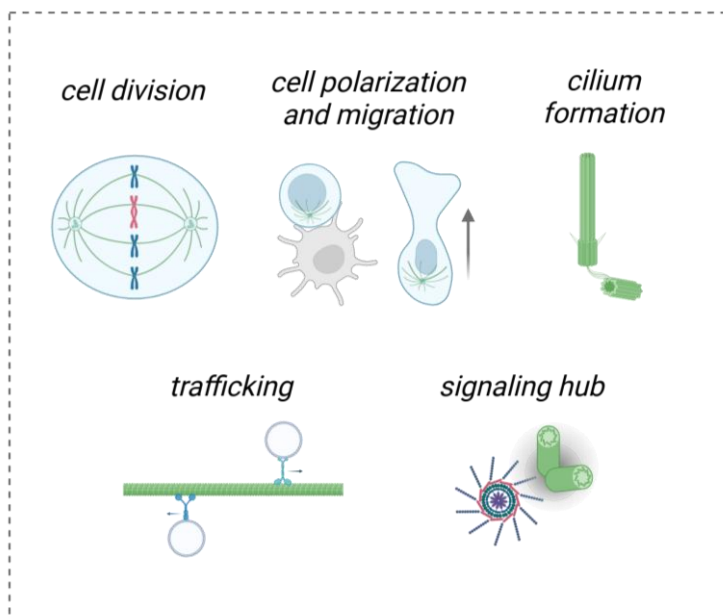 cell division
cell polarization
and migration
cilium
formation
trafficking
signaling hub